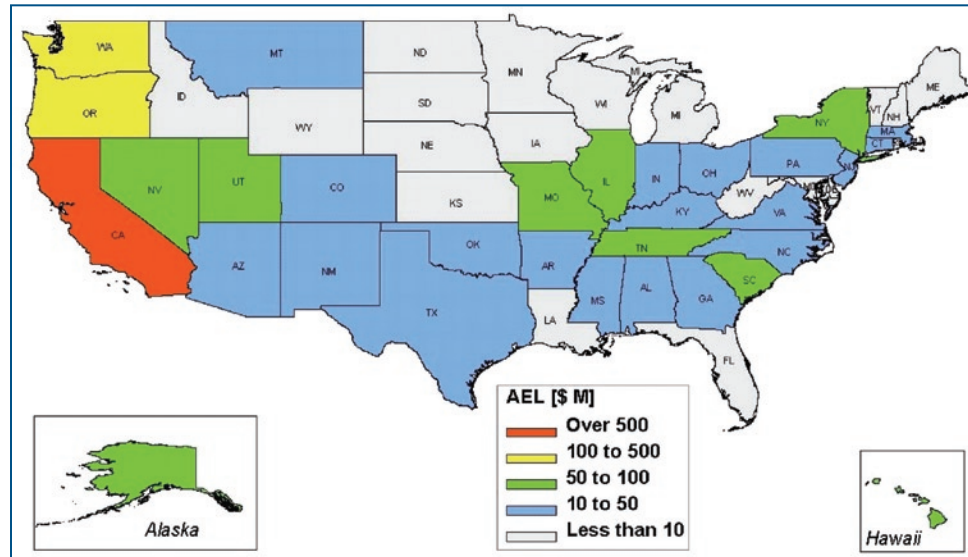 WA
MT
ND
MN
MI
ME
VT
NH
ID
SD
WI
MI
NY
OR
WY
MA
CT
IA
NE
PA
NJ
NV
UT
CO
IL
IN
OH
WV
KS
MO
VA
KY
CA
NC
TN
OK
AZ
NM
AR
SC
MS
AL
GA
TX
LA
FL
AEL [$ M]
Over 500
100 to 500
50 to 100
10 to 50
Less than 10
Alaska
Hawaii